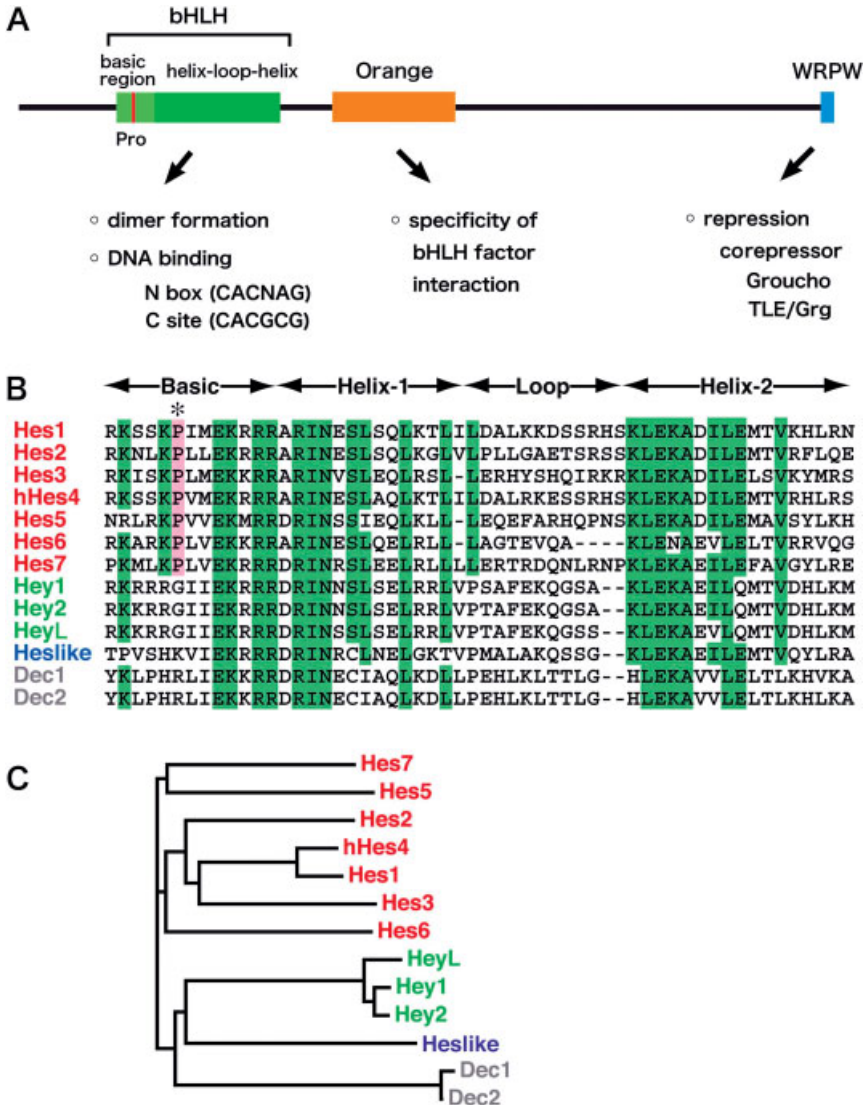 A
bHLH
basic region
helix-loop-helix
Orange
WRPW
Pro
○ dimer formation
○ DNA binding
N box (CACNAG)
C site (CACGCG)
○ specificity of
bHLH factor
interaction
○ repression
corepressor
Groucho
TLE/Grg
B
Basic Helix-1 Loop Helix-2
*
Hes1 RKSSKPIMEKRRRARINESLSQLKTLILDALKKDSSRHSKLEKADILEMTVKHLRN
Hes2 RKNLKPLLEKRRRARINESLSQLKGLVLPLLGAETSRSSKLEKADILEMTVRFLQE
Hes3 RKISKPLMEKKRRARINVSLEQLRSL-LERHYSHQIRKRKLEKADILELSVKYMRS
hHes4 RKSSKPVMEKRRRARINESLAQLKTLILDALRKESSRHSKLEKADILEMTVRHLRS
Hes5 NRLRKPVVEKMRRDRINSSIEQLKLL-LEQEFARHQPNSKLEKADILEMAVSYLKH
Hes6 RKARKPLVEKKRRARINESLQELRLL-LAGTEVQA----KLENAEVLELTVRRVQG
Hes7 PKMLKPLVEKRRRDRINRSLEELRLLLLERTRDQNLRNPKLEKAEILEFAVGYLRE
Hey1 RKRRRGIIEKRRRDRINNSLSELRRLVPSAFEKQGSA--KLEKAEILQMTVDHLKM
Hey2 RKKRRGIIEKRRRDRINNSLSELRRLVPTAFEKQGSA--KLEKAEILQMTVDHLKM
HeyL RKKRRGIIEKRRRDRINSSLSELRRLVPTAFEKQGSS--KLEKAEVLQMTVDHLKM
Heslike TPVSHKVIEKRRRDRINRCLNELGKTVPMALAKQSSG--KLEKAEILEMTVQYLRA
Dec1 YKLPHRLIEKKRRDRINECIAQLKDLLPEHLKLTTLG--HLEKAVVLELTLKHVKA
Dec2 YKLPHRLIEKKRRDRINECIAQLKDLLPEHLKLTTLG--HLEKAVVLELTLKHLKA
C
Hes7
Hes5
Hes2
hHes4
Hes1
Hes3
Hes6
HeyL
Hey1
Hey2
Heslike
Dec1
Dec2